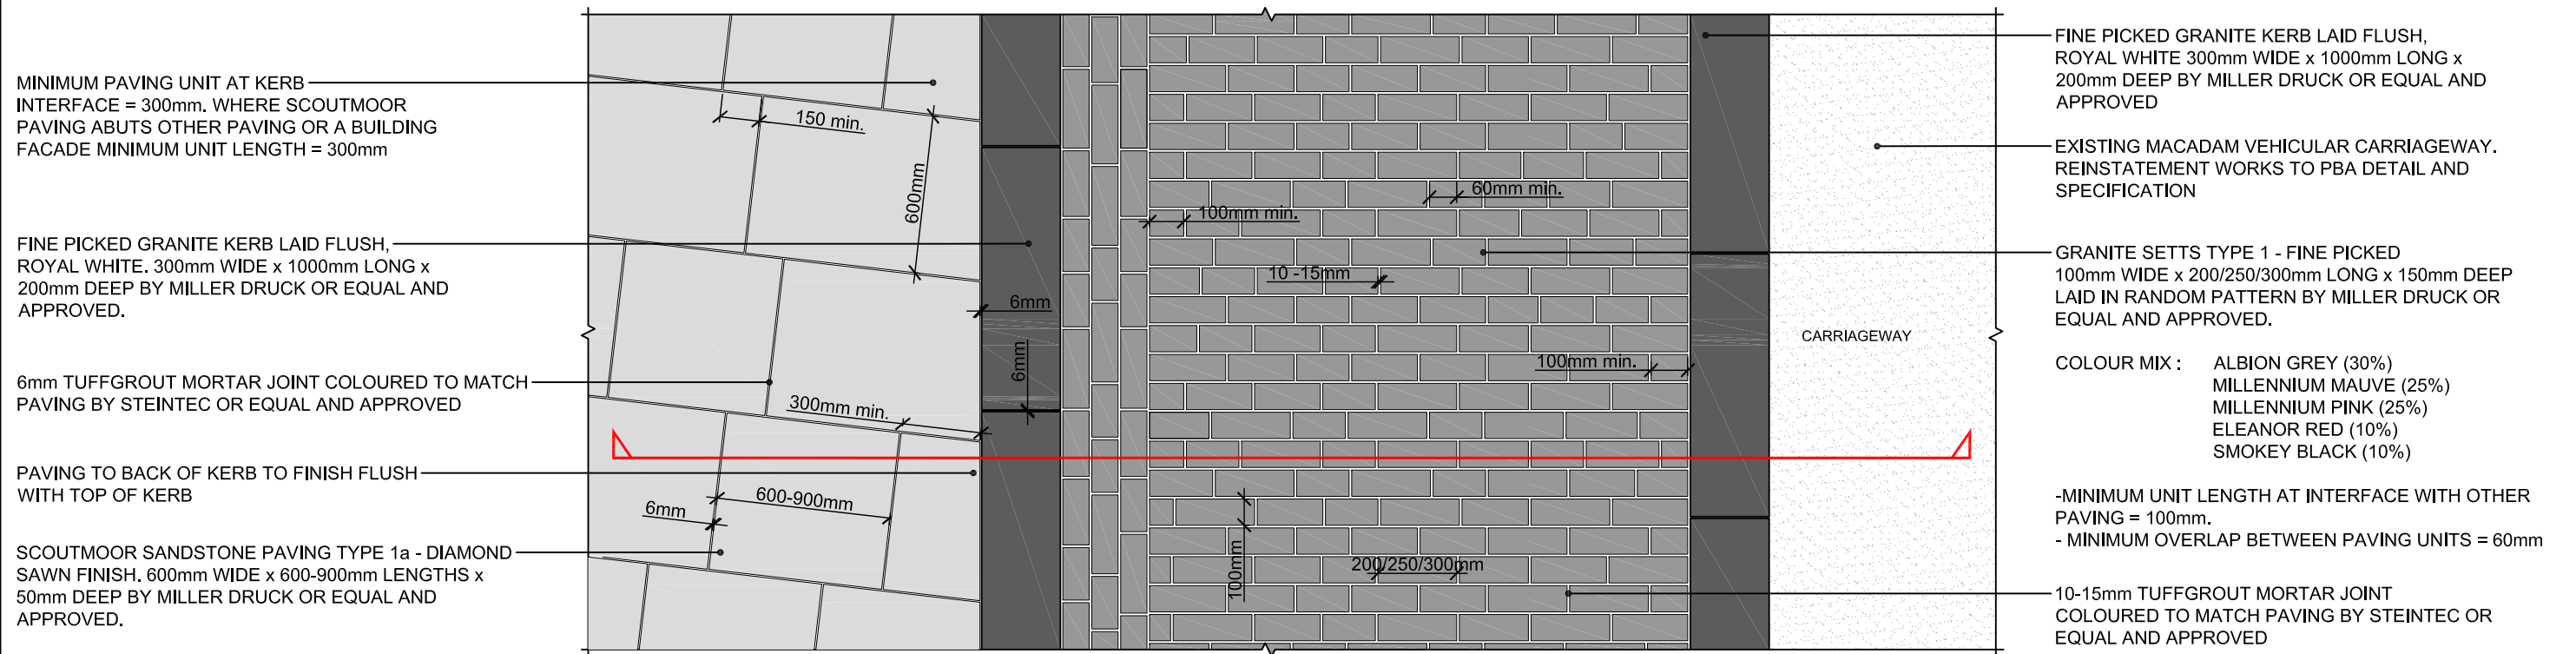 MINIMUM PAVING UNIT AT KERB
INTERFACE = 300mm. WHERE SCOUTMOOR
PAVING ABUTS OTHER PAVING OR A BUILDING
FACADE MINIMUM UNIT LENGTH = 300mm
FINE PICKED GRANITE KERB LAID FLUSH,
ROYAL WHITE. 300mm WIDE x 1000mm LONG x
200mm DEEP BY MILLER DRUCK OR EQUAL AND
APPROVED.
6mm TUFFGROUT MORTAR JOINT COLOURED TO MATCH
PAVING BY STEINTEC OR EQUAL AND APPROVED
PAVING TO BACK OF KERB TO FINISH FLUSH
WITH TOP OF KERB
SCOUTMOOR SANDSTONE PAVING TYPE 1a - DIAMOND
SAWN FINISH. 600mm WIDE x 600-900mm LENGTHS x
50mm DEEP BY MILLER DRUCK OR EQUAL AND
APPROVED.
150 min.
600mm
6mm
6mm
300mm min.
600-900mm
6mm
60mm min.
100mm min.
10 -15mm
100mm min.
200/250/300mm
100mm
CARRIAGEWAY
FINE PICKED GRANITE KERB LAID FLUSH,
ROYAL WHITE 300mm WIDE x 1000mm LONG x
200mm DEEP BY MILLER DRUCK OR EQUAL AND
APPROVED
EXISTING MACADAM VEHICULAR CARRIAGEWAY.
REINSTATEMENT WORKS TO PBA DETAIL AND
SPECIFICATION
GRANITE SETTS TYPE 1 - FINE PICKED
100mm WIDE x 200/250/300mm LONG x 150mm DEEP
LAID IN RANDOM PATTERN BY MILLER DRUCK OR
EQUAL AND APPROVED.
COLOUR MIX : ALBION GREY (30%)
MILLENNIUM MAUVE (25%)
MILLENNIUM PINK (25%)
ELEANOR RED (10%)
SMOKEY BLACK (10%)
-MINIMUM UNIT LENGTH AT INTERFACE WITH OTHER
PAVING = 100mm.
- MINIMUM OVERLAP BETWEEN PAVING UNITS = 60mm
10-15mm TUFFGROUT MORTAR JOINT
COLOURED TO MATCH PAVING BY STEINTEC OR
EQUAL AND APPROVED